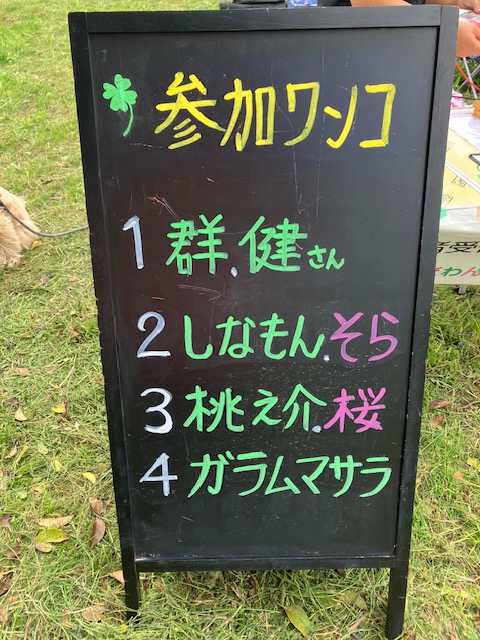 参加ワンコ
1 群、健さん
2 しなもん、そら
3 桃之介、桜
4 ガラムマサラ